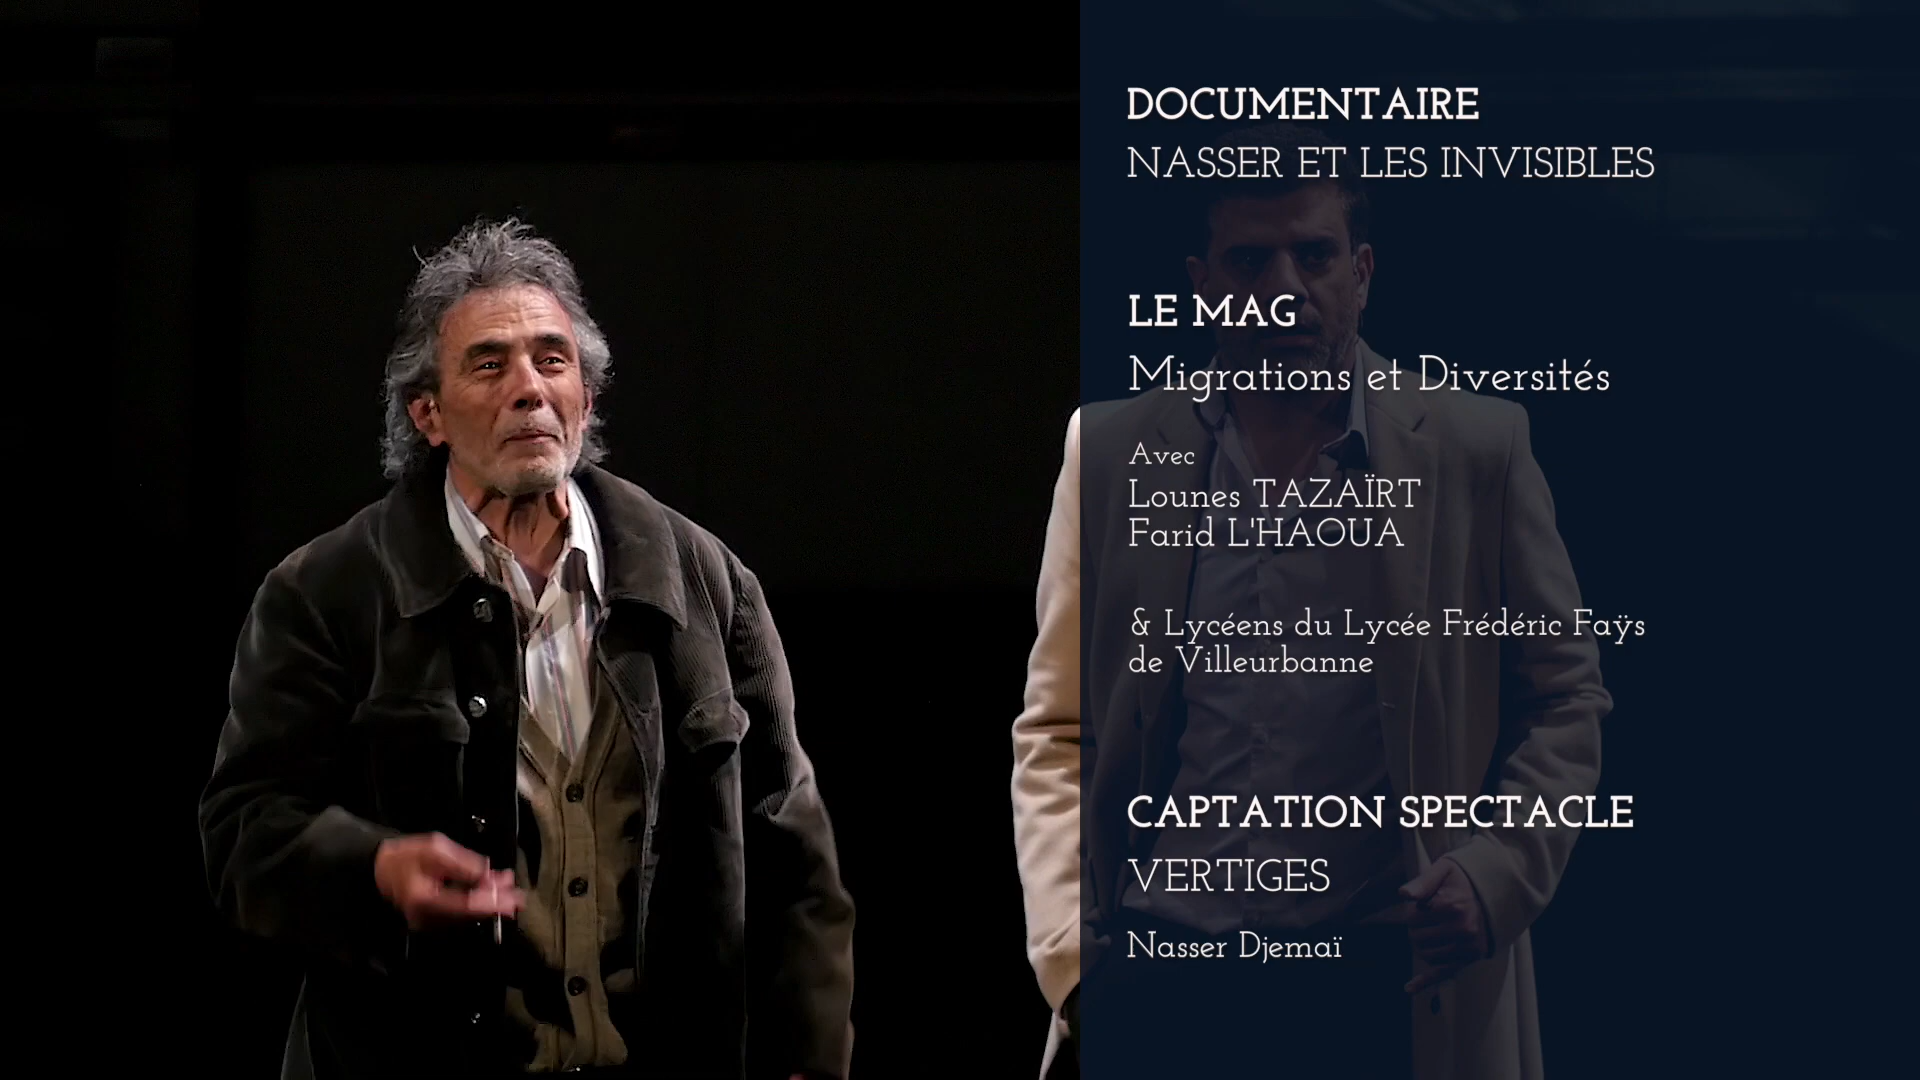 DOCUMENTAIRE
NASSER ET LES INVISIBLES
LE MAG
Migrations et Diversités
Avec
Lounes TAZAÏRT
Farid L'HAOUA
& Lycéens du Lycée Frédéric Faÿs
de Villeurbanne
CAPTATION SPECTACLE
VERTIGES
Nasser Djemaï